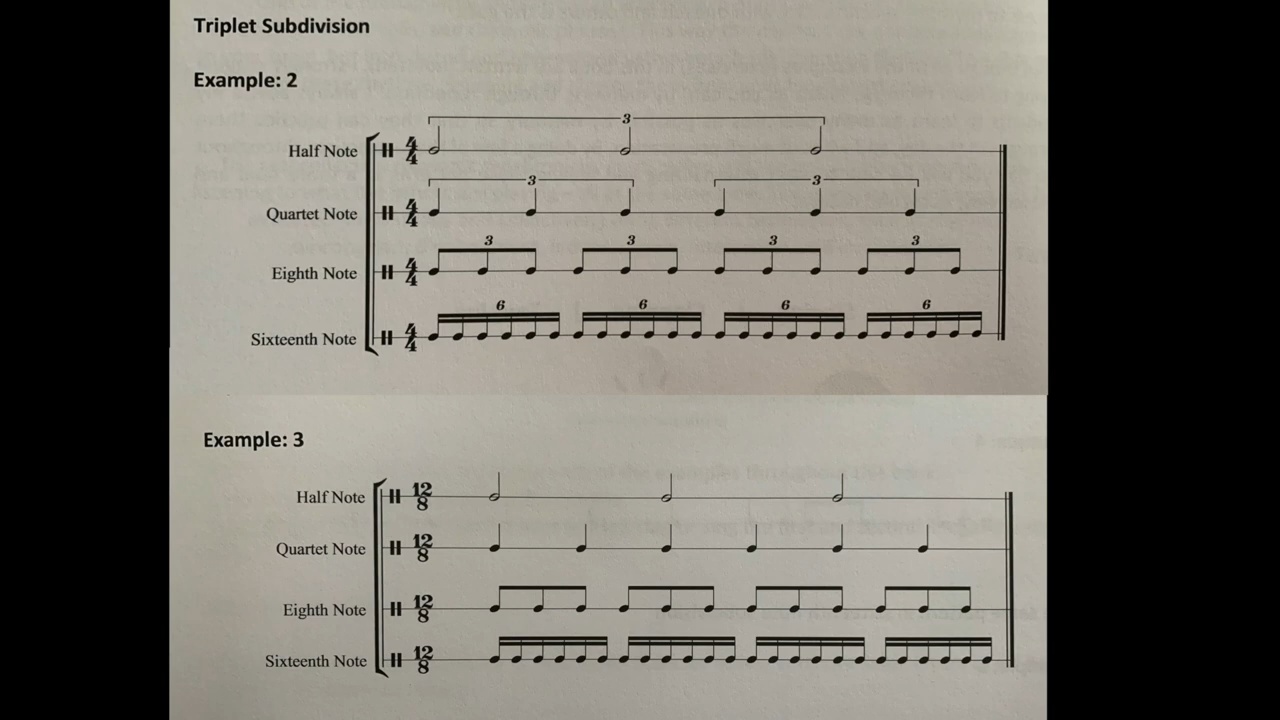 Triplet Subdivision
Example: 2
3
Half Note 4/4
3 3
Quartet Note 4/4
3 3 3 3
Eighth Note 4/4
6 6 6 6
Sixteenth Note 4/4
Example: 3
Half Note 12/8
Quartet Note 12/8
Eighth Note 12/8
Sixteenth Note 12/8